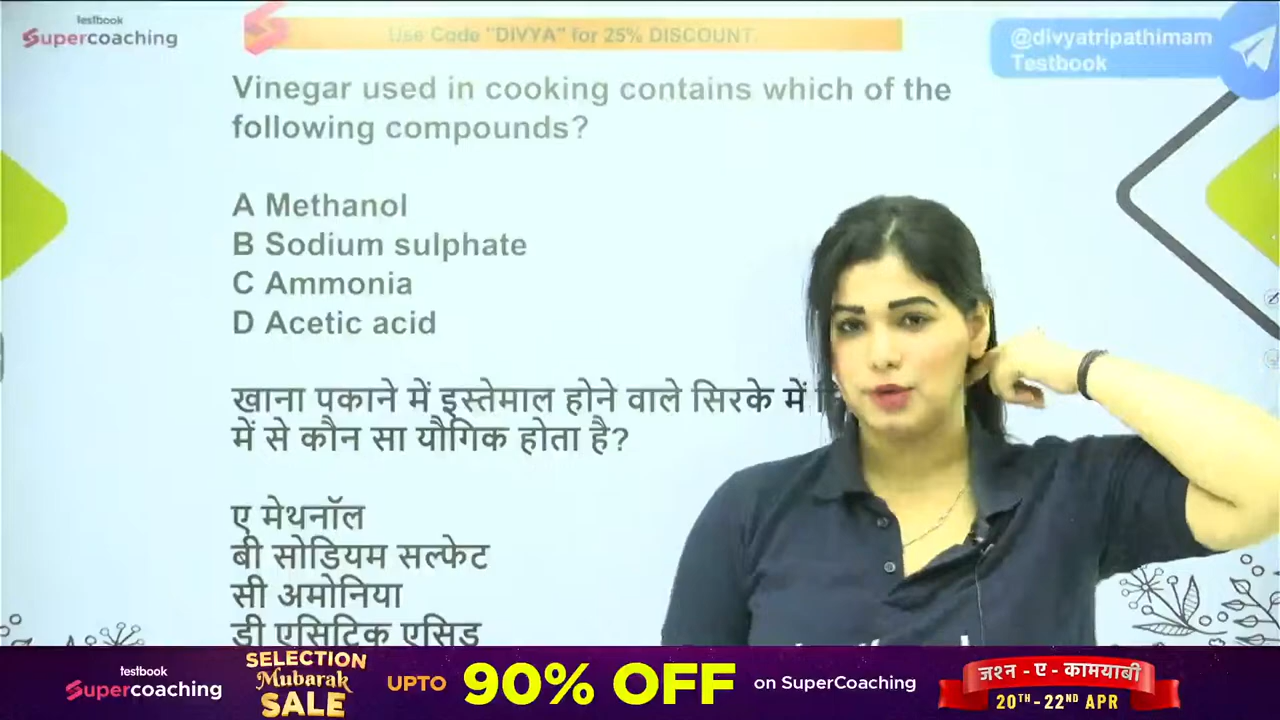 testbook
Supercoaching
Use Code "DIVYA" for 25% DISCOUNT.
@divyatripathimam
Testbook
Vinegar used in cooking contains which of the
following compounds?
A Methanol
B Sodium sulphate
C Ammonia
D Acetic acid
खाना पकाने में इस्तेमाल होने वाले सिरके में
में से कौन सा यौगिक होता है?
ए मेथनॉल
बी सोडियम सल्फेट
सी अमोनिया
डी एसिटिक एसिड
testbook
Supercoaching
SELECTION
Mubarak
SALE
UPTO 90% OFF on SuperCoaching
जश्न - ए - कामयाबी
20TH - 22ND APR